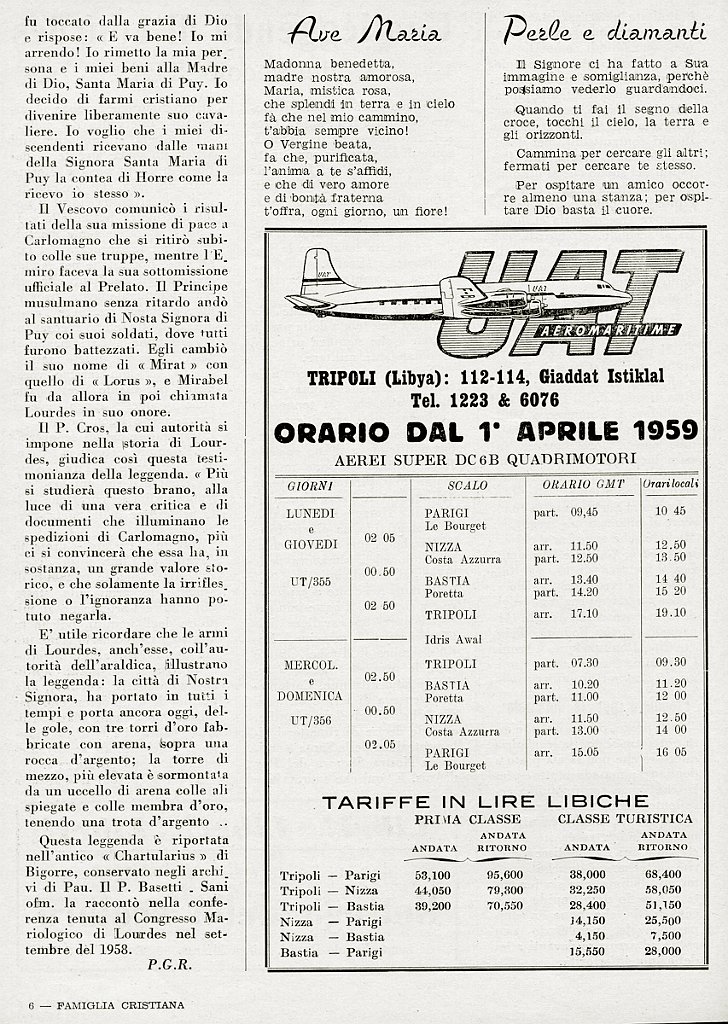 fu toccato dalla grazia di Dio
e rispose: « E va bene! Io mi
arrendo! Io rimetto la mia per_
sona e i miei beni alla Madre
di Dio, Santa Maria di Puy. Io
decido di farmi cristiano per
divenire liberamente suo cava-
liere. Io voglio che i miei di-
scendenti ricevano dalle mani
della Signora Santa Maria di
Puy la contea di Horre come la
ricevo io stesso ».
Il Vescovo comunicò i risul-
tati della sua missione di pace a
Carlomagno che si ritirò subi-
to colle sue truppe, mentre l'E_
miro faceva la sua sottomissione
ufficiale al Prelato. Il Principe
musulmano senza ritardo andò
al santuario di Nosta Signora di
Puy coi suoi soldati, dove tutti
furono battezzati. Egli cambiò
il suo nome di « Mirat » con
quello di « Lorus », e Mirabel
fu da allora in poi chiamata
Lourdes in suo onore.
Il P. Cros, la cui autorità si
impone nella storia di Lour-
des, giudica così questa testi-
monianza della leggenda. « Più
si studierà questo brano, alla
luce di una vera critica e di
documenti che illuminano le
spedizioni di Carlomagno, più
ci si convincerà che essa ha, in
sostanza, un grande valore sto-
rico, e che solamente la irrifles_
sione o l'ignoranza hanno po-
tuto negarla.
E' utile ricordare che le armi
di Lourdes, anch'esse, coll'au-
torità dell'araldica, illustrano
la leggenda: la città di Nostra
Signora, ha portato in tutti i
tempi e porta ancora oggi, del-
le gole, con tre torri d'oro fab-
bricate con arena, sopra una
rocca d'argento; la torre di
mezzo, più elevata è sormontata
da un uccello di arena colle ali
spiegate e colle membra d'oro,
tenendo una trota d'argento ..
Questa leggenda è riportata
nell'antico « Chartularius » di
Bigorre, conservato negli archi_
vi di Pau. Il P. Basetti - Sani
ofm. la raccontò nella confe-
renza tenuta al Congresso Ma-
riologico di Lourdes nel set-
tembre del 1958.
P.G.R.
Ave Maria
Madonna benedetta,
madre nostra amorosa,
Maria, mistica rosa,
che splendi in terra e in cielo
fà che nel mio cammino,
t'abbia sempre vicino!
O Vergine beata,
fa che, purificata,
l'anima a te s'affidi,
e che di vero amore
e di bontà fraterna
t'offra, ogni giorno, un fiore!
Perle e diamanti
Il Signore ci ha fatto a Sua
immagine e somiglianza, perchè
possiamo vederlo guardandoci.
Quando ti fai il segno della
croce, tocchi il cielo, la terra e
gli orizzonti.
Cammina per cercare gli altri;
fermati per cercare te stesso.
Per ospitare un amico occor-
re almeno una stanza; per ospi-
tare Dio basta il cuore.
UAT
UAT
UAT
AEROMARITIME
TRIPOLI (Libya): 112-114, Giaddat Istiklal
Tel. 1223 & 6076
ORARIO DAL 1° APRILE 1959
AEREI SUPER DC6B QUADRIMOTORI
GIORNI SCALO ORARIO GMT Orari locali
LUNEDI PARIGI part. 09,45 10 45
e Le Bourget
GIOVEDI 02 05 NIZZA arr. 11.50 12.50
Costa Azzurra part. 12.50 13.50
UT/355 00.50 BASTIA arr. 13.40 14 40
Poretta part. 14.20 15 20
02 50 TRIPOLI arr. 17.10 19.10
Idris Awal
MERCOL. TRIPOLI part. 07.30 09.30
e 02.50 BASTIA arr. 10.20 11.20
DOMENICA Poretta part. 11.00 12 00
UT/356 00.50 NIZZA arr. 11.50 12.50
Costa Azzurra part. 13.00 14 00
02.05 PARIGI arr. 15.05 16 05
Le Bourget
TARIFFE IN LIRE LIBICHE
PRIMA CLASSE CLASSE TURISTICA
ANDATA ANDATA RITORNO ANDATA ANDATA RITORNO
Tripoli — Parigi 53,100 95,600 38,000 68,400
Tripoli — Nizza 44,050 79,300 32,250 58,050
Tripoli — Bastia 39,200 70,550 28,400 51,150
Nizza — Parigi 14,150 25,500
Nizza — Bastia 4,150 7,500
Bastia — Parigi 15,550 28,000
6 — FAMIGLIA CRISTIANA